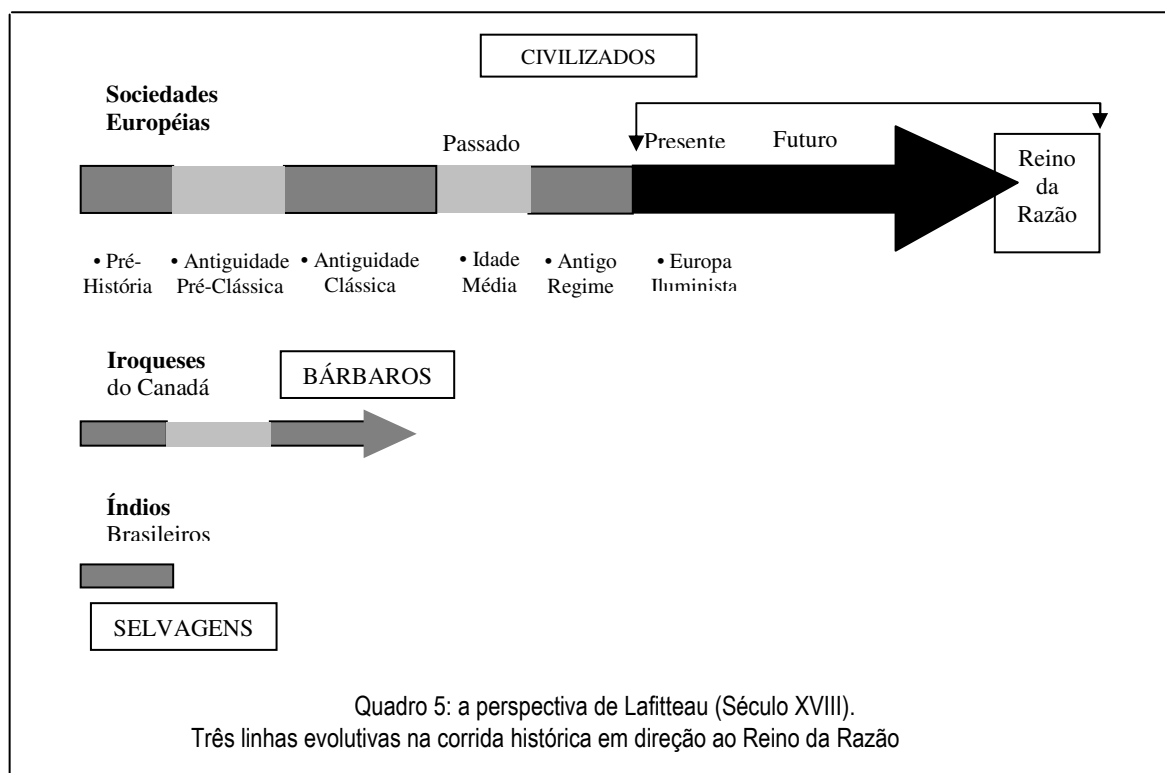 CIVILIZADOS
Sociedades
Européias
Passado
Presente
Futuro
Reino
da
Razão
• Pré-
História
• Antiguidade
Pré-Clássica
• Antiguidade
Clássica
• Idade
Média
• Antigo
Regime
• Europa
Iluminista
Iroqueses
do Canadá
BÁRBAROS
Índios
Brasileiros
SELVAGENS
Quadro 5: a perspectiva de Lafitteau (Século XVIII).
Três linhas evolutivas na corrida histórica em direção ao Reino da Razão